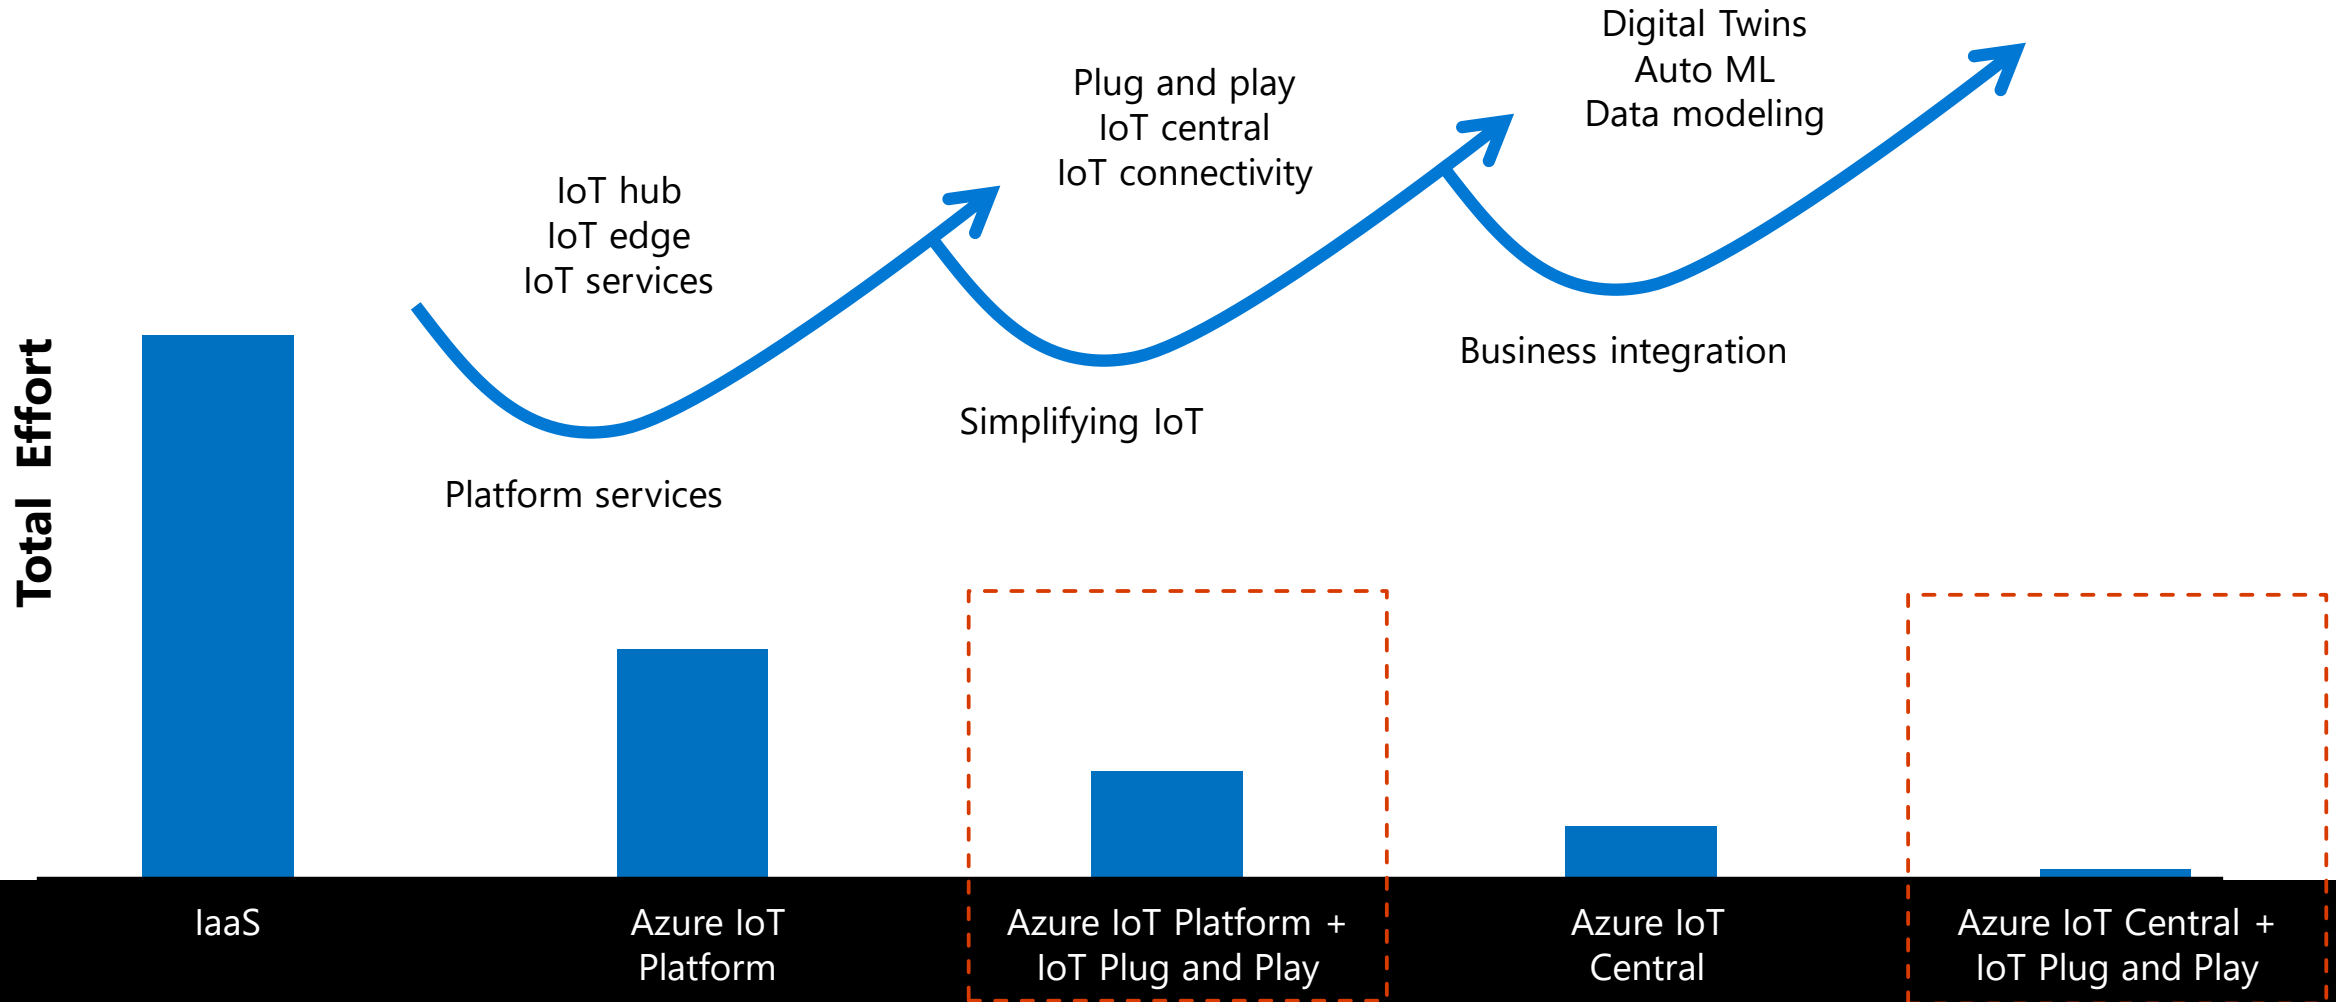 Digital Twins
Auto ML
Data modeling
Plug and play
IoT central
IoT connectivity
IoT hub
IoT edge
IoT services
Business integration
Simplifying IoT
Platform services
Total Effort
IaaS
Azure IoT
Platform
Azure IoT Platform +
IoT Plug and Play
Azure IoT
Central
Azure IoT Central +
IoT Plug and Play